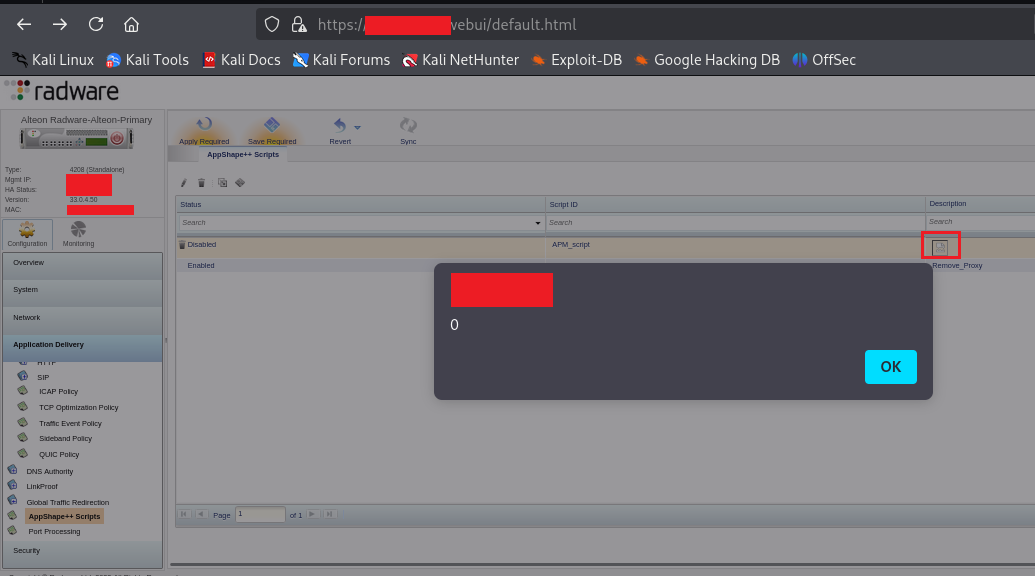 https:/ webui/default.html
Kali Linux Kali Tools Kali Docs Kali Forums Kali NetHunter Exploit-DB Google Hacking DB OffSec
radware
Alteon Radware-Alteon-Primary
Type: 4208 (Standalone)
Mgmt IP:
HA Status:
Version: 33.0.4.50
MAC:
Configuration Monitoring
Overview
System
Network
Application Delivery
HTTP
SIP
ICAP Policy
TCP Optimization Policy
Traffic Event Policy
Sideband Policy
QUIC Policy
DNS Authority
LinkProof
Global Traffic Redirection
AppShape++ Scripts
Port Processing
Security
Apply Required Save Required Revert Sync
AppShape++ Scripts
Status Script ID Description
Search Search Search
Disabled APM_script
Enabled Remove_Proxy
0
OK
Page 1 of 1